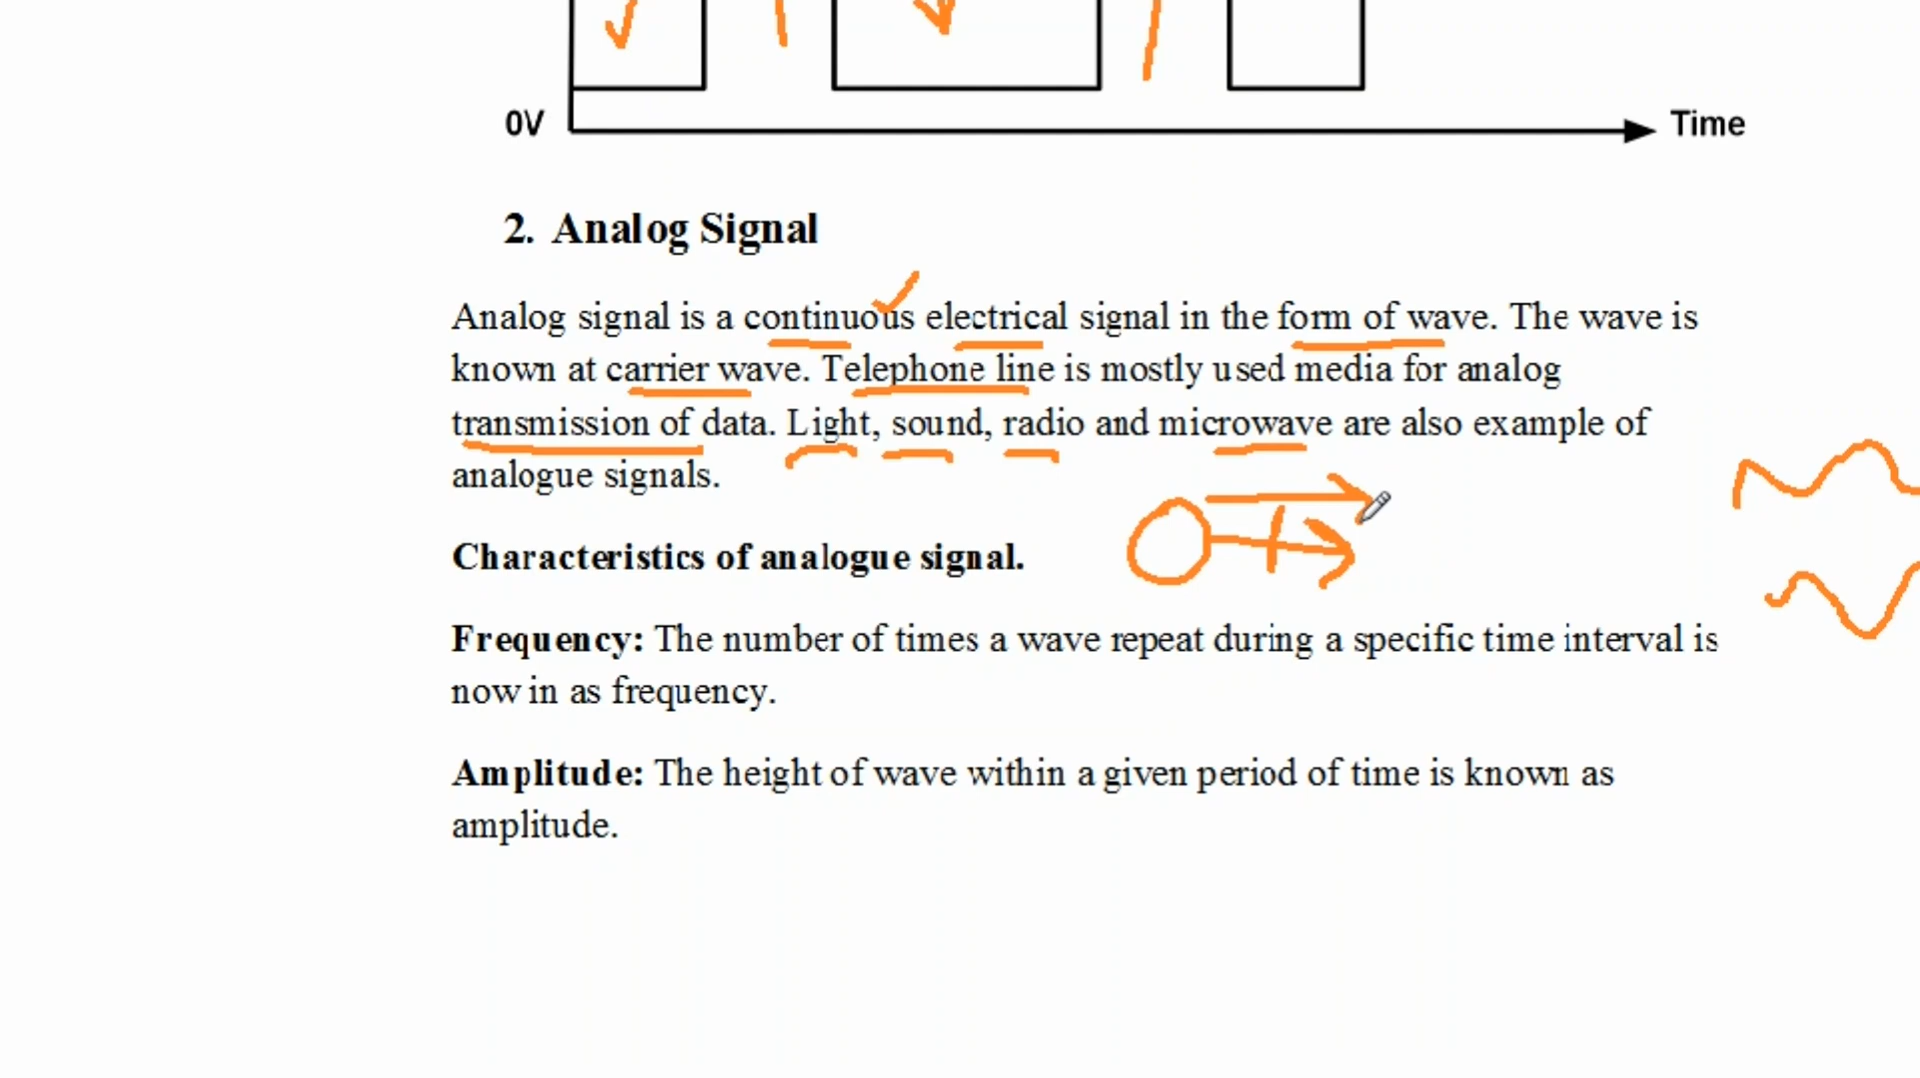 0V
Time
2. Analog Signal
Analog signal is a continuous electrical signal in the form of wave. The wave is
known at carrier wave. Telephone line is mostly used media for analog
transmission of data. Light, sound, radio and microwave are also example of
analogue signals.
Characteristics of analogue signal.
Frequency: The number of times a wave repeat during a specific time interval is
now in as frequency.
Amplitude: The height of wave within a given period of time is known as
amplitude.